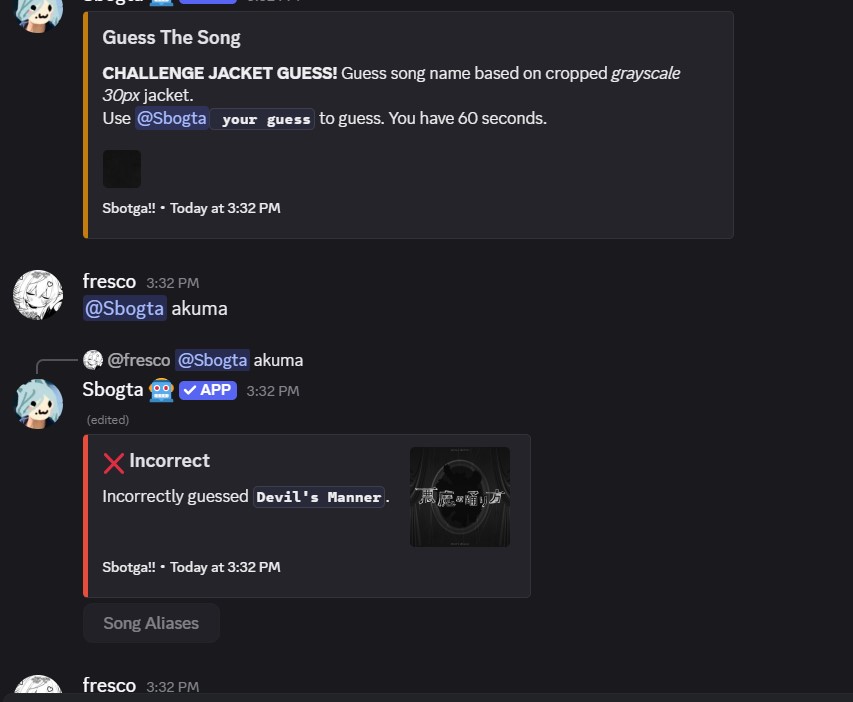 Guess The Song
CHALLENGE JACKET GUESS! Guess song name based on cropped grayscale
30px jacket.
Use @Sbogta your guess to guess. You have 60 seconds.
Sbotga!! • Today at 3:32 PM
fresco 3:32 PM
@Sbogta akuma
@fresco @Sbogta akuma
Sbogta APP 3:32 PM
(edited)
Incorrect
Incorrectly guessed Devil's Manner.
悪魔の踊り方
Sbotga!! • Today at 3:32 PM
Song Aliases
fresco 3:32 PM